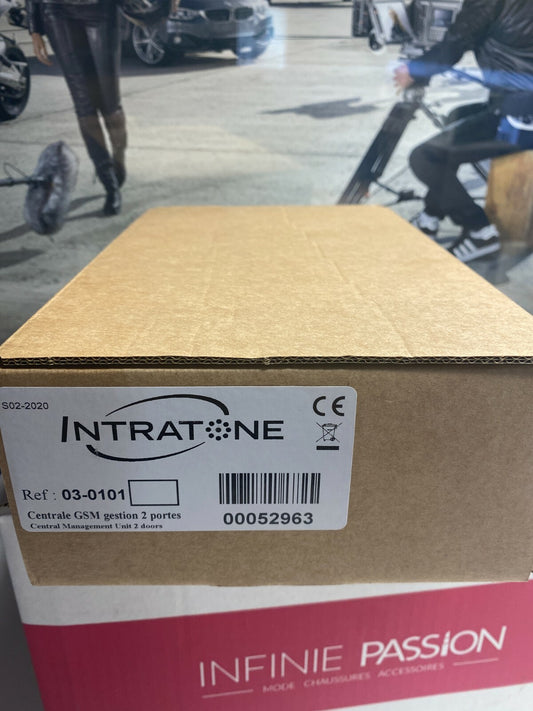 S02-2020
INTRATONE
CE
Ref : 03-0101
Centrale GSM gestion 2 portes
Central Management Unit 2 doors
00052963
INFINIE PASSION
MODE CHAUSSURES ACCESSOIRES